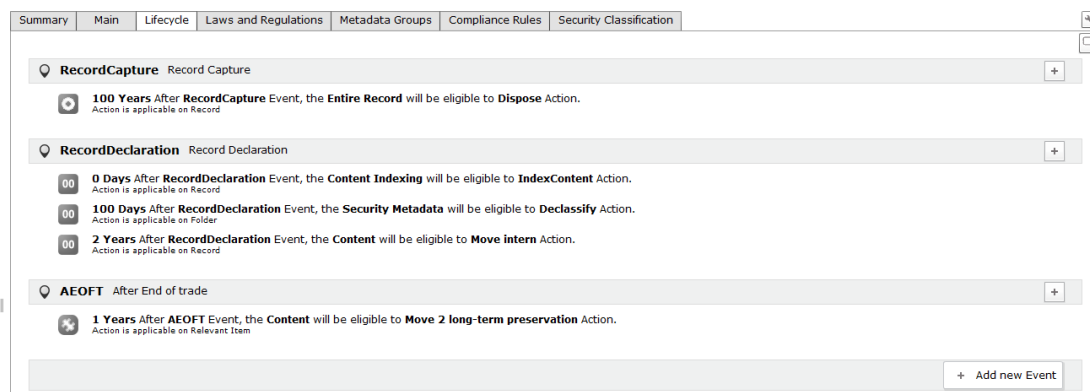 Summary Main Lifecycle Laws and Regulations Metadata Groups Compliance Rules Security Classification
RecordCapture Record Capture
+
100 Years After RecordCapture Event, the Entire Record will be eligible to Dispose Action.
Action is applicable on Record
RecordDeclaration Record Declaration
+
00
0 Days After RecordDeclaration Event, the Content Indexing will be eligible to IndexContent Action.
Action is applicable on Record
00
100 Days After RecordDeclaration Event, the Security Metadata will be eligible to Declassify Action.
Action is applicable on Folder
00
2 Years After RecordDeclaration Event, the Content will be eligible to Move intern Action.
Action is applicable on Record
AEOFT After End of trade
+
1 Years After AEOFT Event, the Content will be eligible to Move 2 long-term preservation Action.
Action is applicable on Relevant Item
+ Add new Event